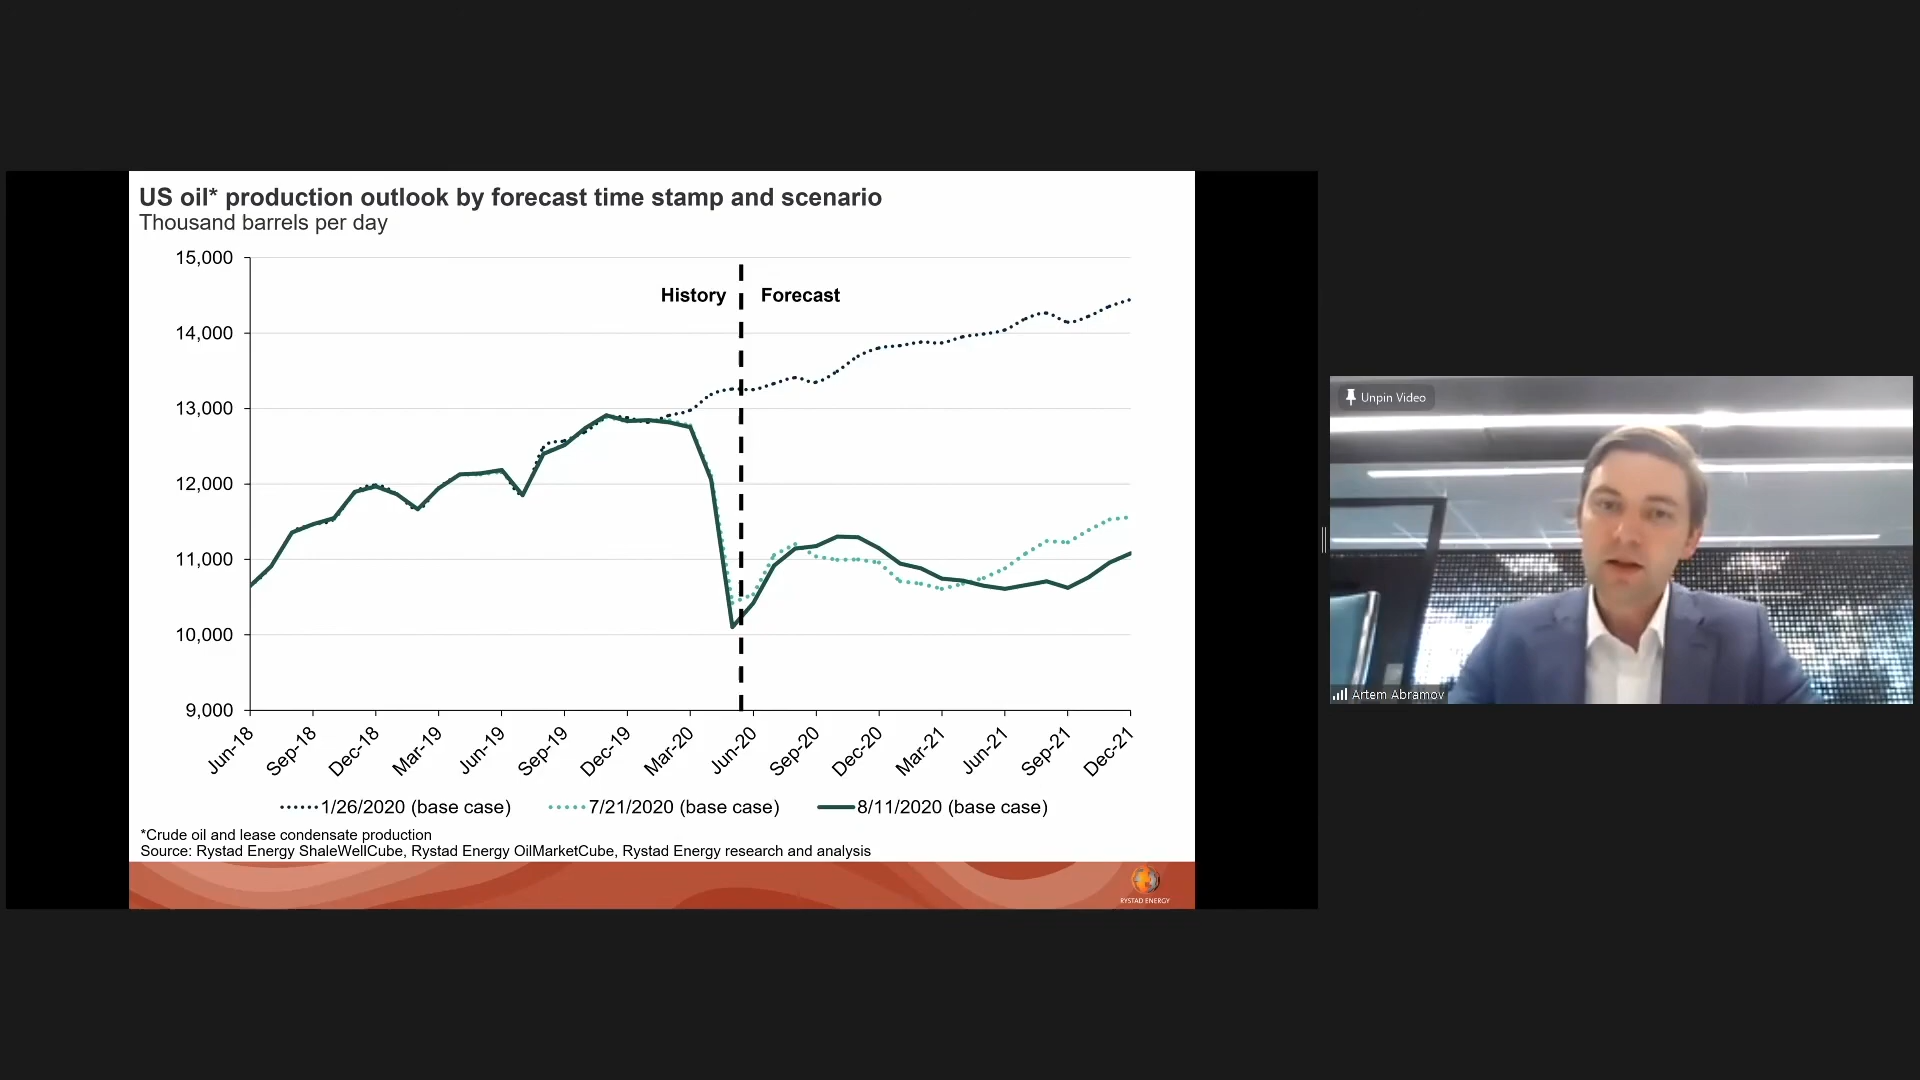 US oil* production outlook by forecast time stamp and scenario
Thousand barrels per day
15,000
14,000
13,000
12,000
11,000
10,000
9,000
History
Forecast
Jun-18
Sep-18
Dec-18
Mar-19
Jun-19
Sep-19
Dec-19
Mar-20
Jun-20
Sep-20
Dec-20
Mar-21
Jun-21
Sep-21
Dec-21
1/26/2020 (base case)
7/21/2020 (base case)
8/11/2020 (base case)
*Crude oil and lease condensate production
Source: Rystad Energy ShaleWellCube, Rystad Energy OilMarketCube, Rystad Energy research and analysis
RYSTAD ENERGY
Unpin Video
Artem Abramov